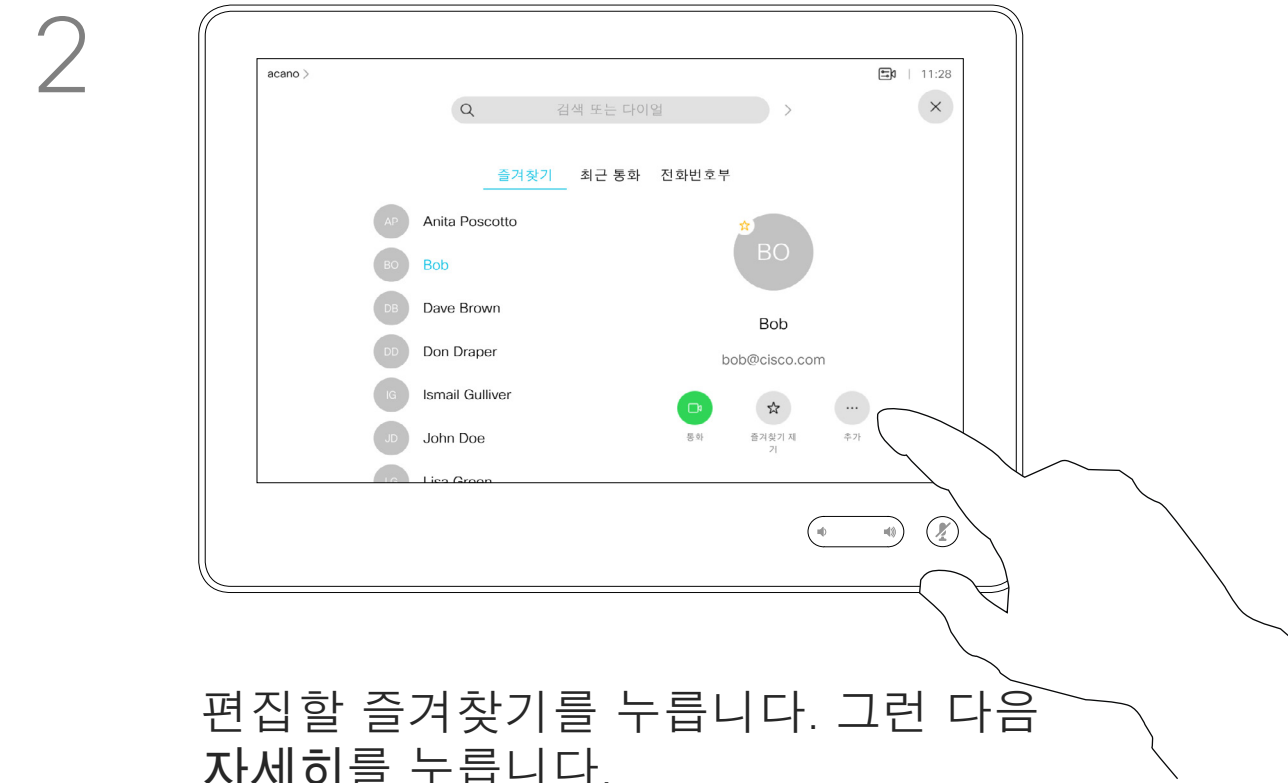 2
acano >
11:28
검색 또는 다이얼
즐겨찾기 최근 통화 전화번호부
AP Anita Poscotto
BO Bob
DB Dave Brown
DD Don Draper
IG Ismail Gulliver
JD John Doe
LG Lisa Green
BO
Bob
bob@cisco.com
통화
즐겨찾기 제
기
추가
편집할 즐겨찾기를 누릅니다. 그런 다음
자세히를 누릅니다.